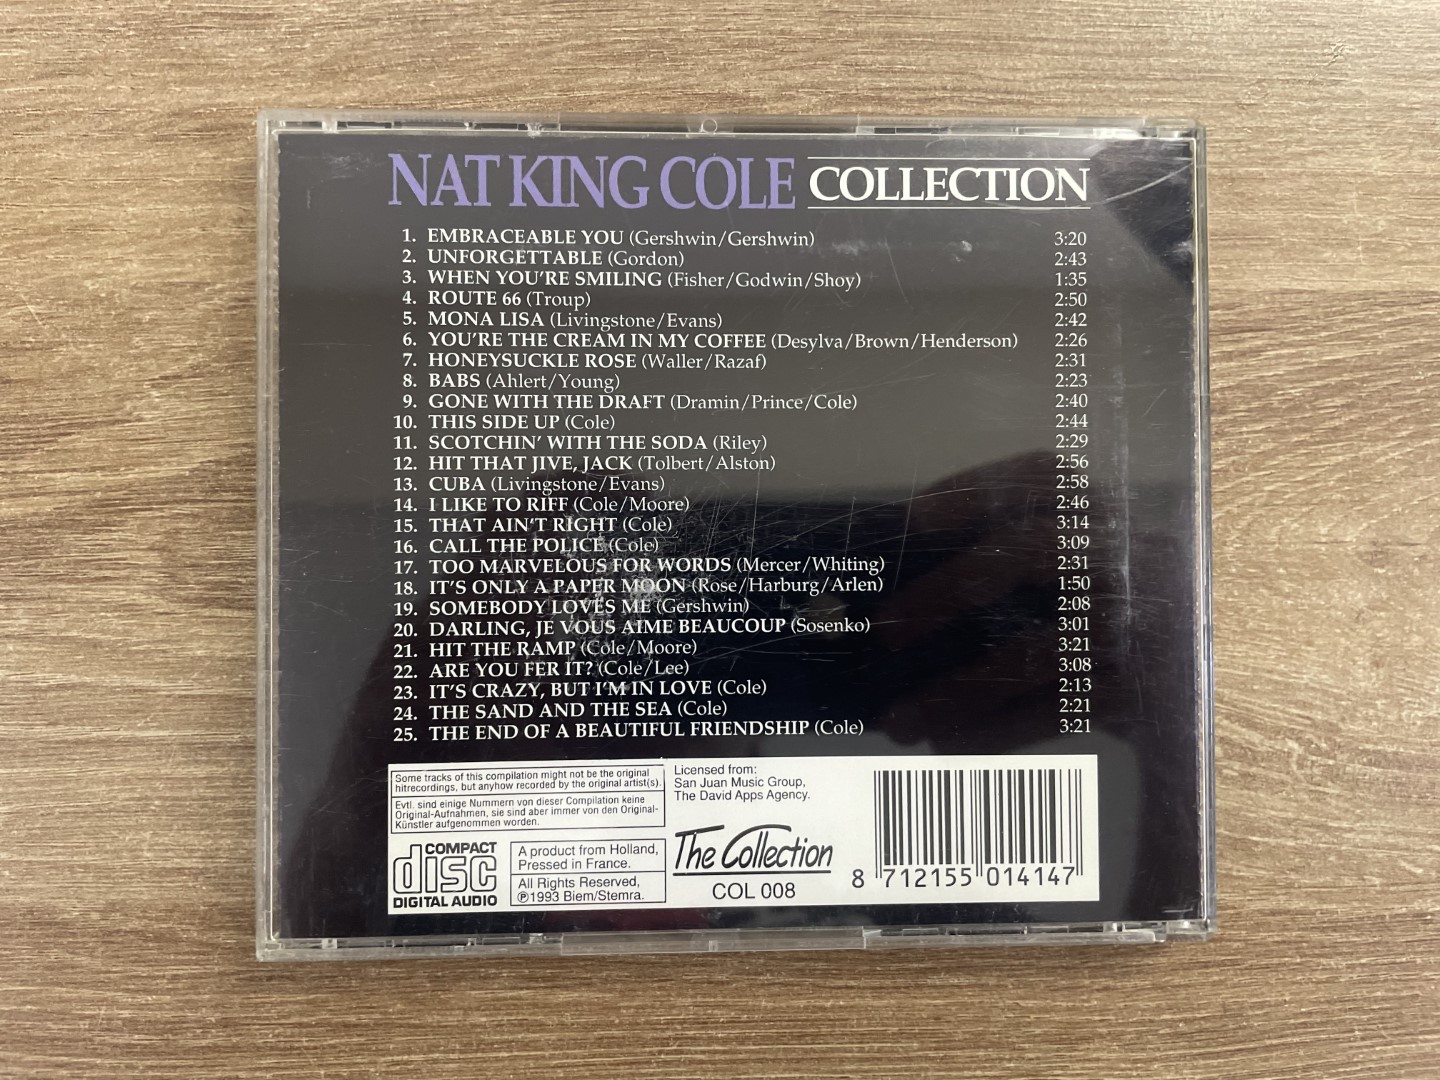 NAT KING COLE COLLECTION
1. EMBRACEABLE YOU (Gershwin/Gershwin) 3:20
2. UNFORGETTABLE (Gordon) 2:43
3. WHEN YOU'RE SMILING (Fisher/Godwin/Shoy) 1:35
4. ROUTE 66 (Troup) 2:50
5. MONA LISA (Livingstone/Evans) 2:42
6. YOU'RE THE CREAM IN MY COFFEE (Desylva/Brown/Henderson) 2:26
7. HONEYSUCKLE ROSE (Waller/Razaf) 2:31
8. BABS (Ahlert/Young) 2:23
9. GONE WITH THE DRAFT (Dramin/Prince/Cole) 2:40
10. THIS SIDE UP (Cole) 2:44
11. SCOTCHIN' WITH THE SODA (Riley) 2:29
12. HIT THAT JIVE, JACK (Tolbert/Alston) 2:56
13. CUBA (Livingstone/Evans) 2:58
14. I LIKE TO RIFF (Cole/Moore) 2:46
15. THAT AIN'T RIGHT (Cole) 3:14
16. CALL THE POLICE (Cole) 3:09
17. TOO MARVELOUS FOR WORDS (Mercer/Whiting) 2:31
18. IT'S ONLY A PAPER MOON (Rose/Harburg/Arlen) 1:50
19. SOMEBODY LOVES ME (Gershwin) 2:08
20. DARLING, JE VOUS AIME BEAUCOUP (Sosenko) 3:01
21. HIT THE RAMP (Cole/Moore) 3:21
22. ARE YOU FER IT? (Cole/Lee) 3:08
23. IT'S CRAZY, BUT I'M IN LOVE (Cole) 2:13
24. THE SAND AND THE SEA (Cole) 2:21
25. THE END OF A BEAUTIFUL FRIENDSHIP (Cole) 3:21
Some tracks of this compilation might not be the original
hitrecordings, but anyhow recorded by the original artist(s).
Evtl. sind einige Nummern von dieser Compilation keine
Original-Aufnahmen, sie sind aber immer von den Original-
Künstler aufgenommen worden.
COMPACT
disc
DIGITAL AUDIO
A product from Holland,
Pressed in France.
All Rights Reserved,
℗1993 Biem/Stemra.
Licensed from:
San Juan Music Group,
The David Apps Agency.
The Collection
COL 008
8 712155 014147